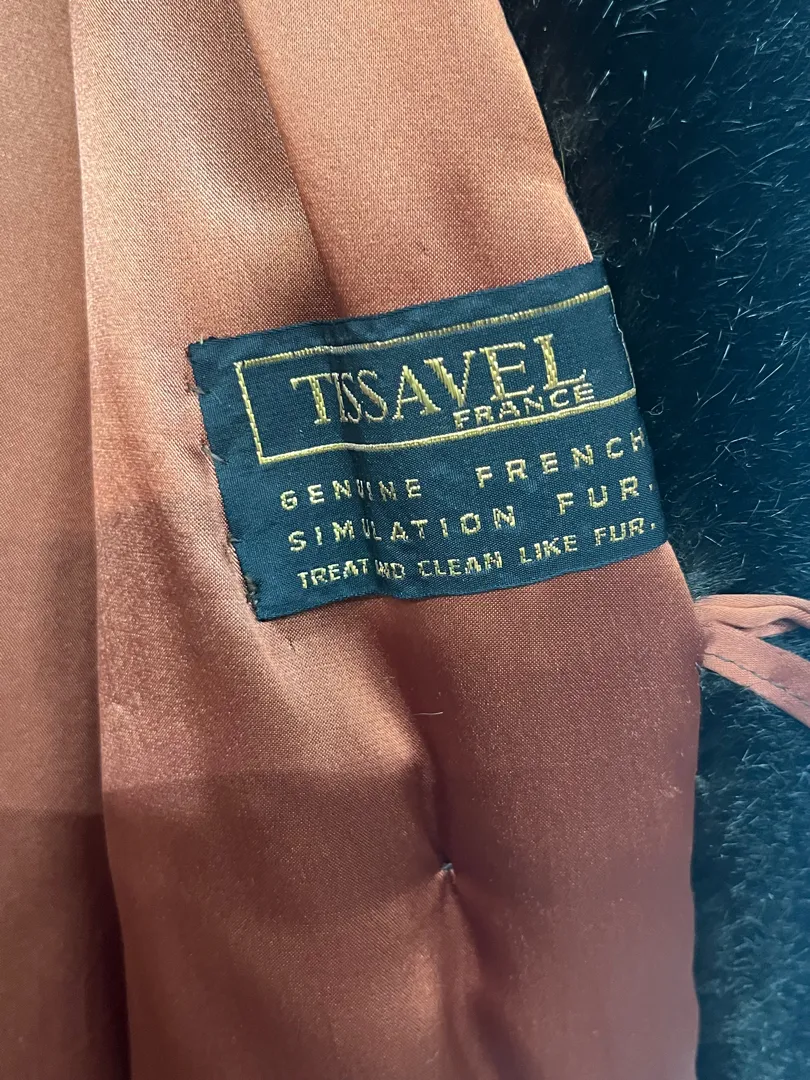 TISSAVEL
FRANCE
GENUINE FRENCH
SIMULATION FUR.
TREAT AND CLEAN LIKE FUR.